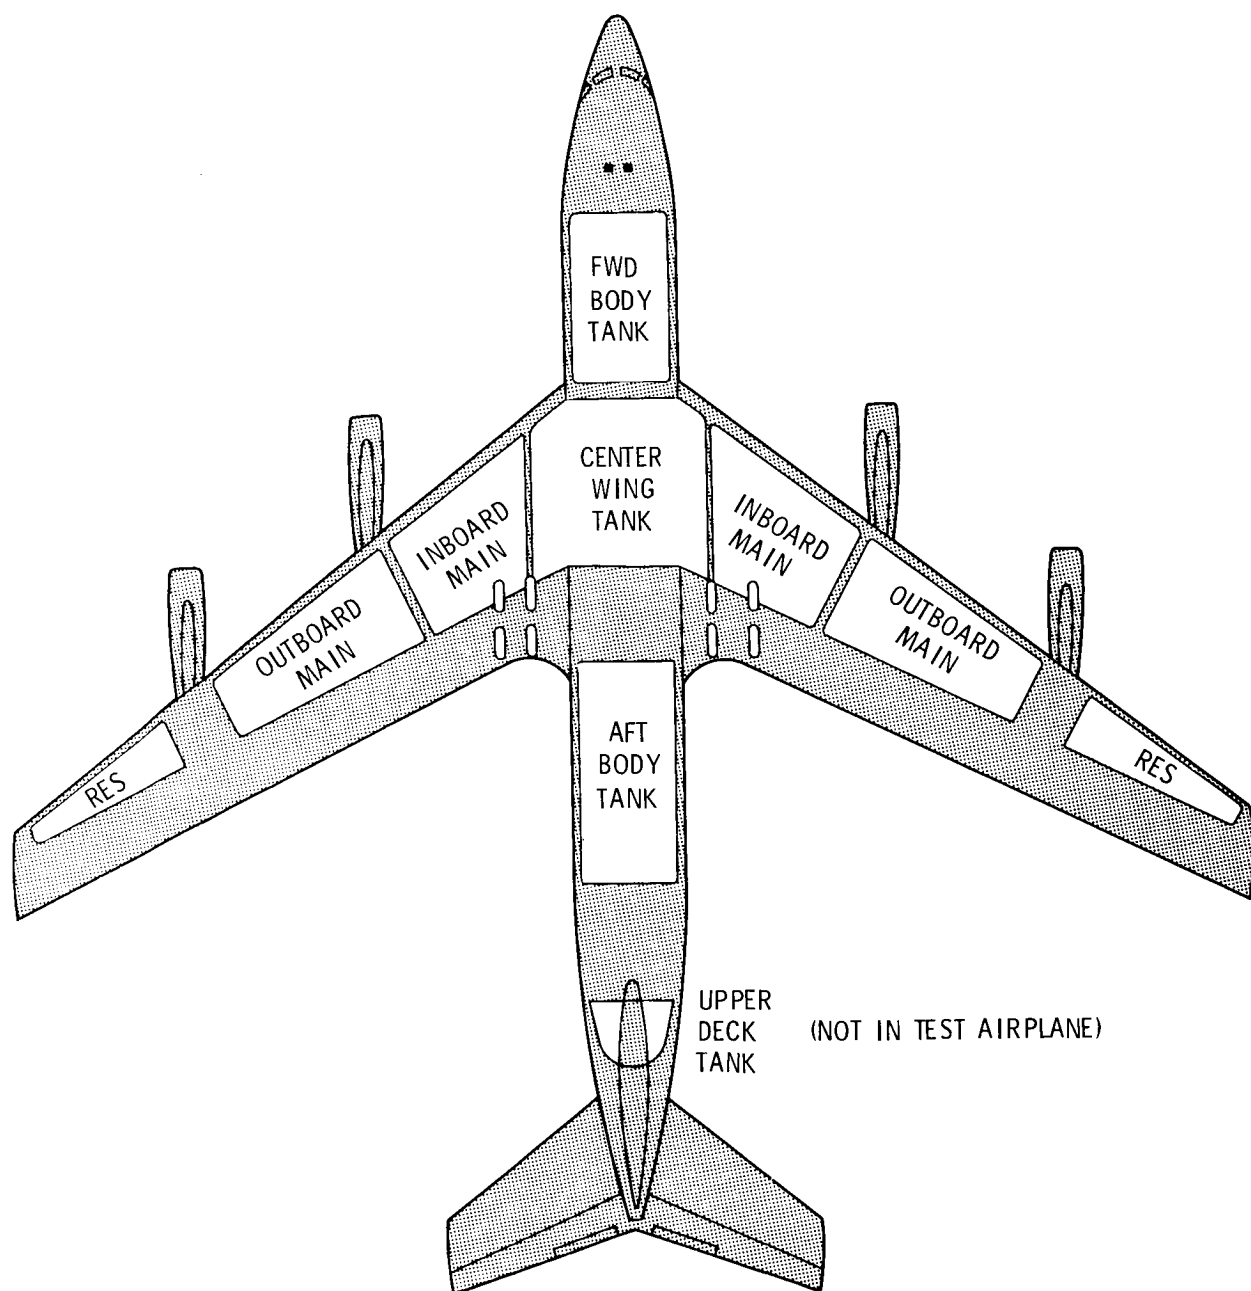 FWD
BODY
TANK
CENTER
WING
TANK
INBOARD
MAIN
INBOARD
MAIN
OUTBOARD
MAIN
OUTBOARD
MAIN
RES
RES
AFT
BODY
TANK
UPPER
DECK (NOT IN TEST AIRPLANE)
TANK